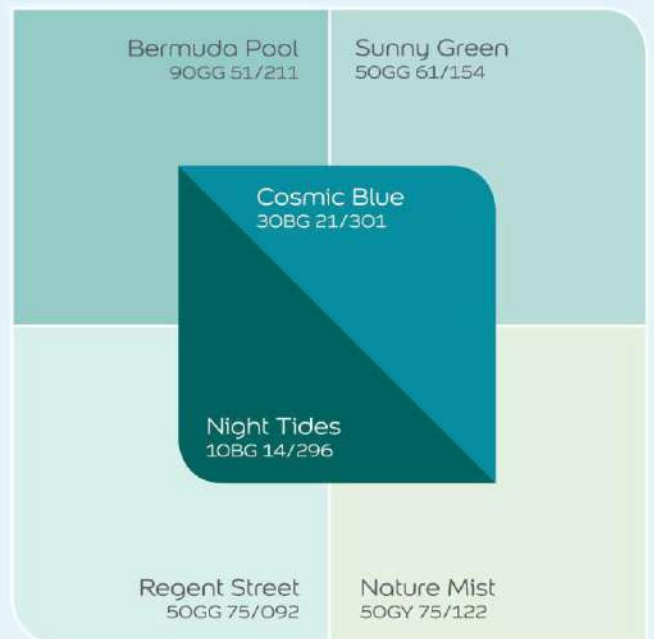 Bermuda Pool
90GG 51/211
Sunny Green
50GG 61/154
Cosmic Blue
30BG 21/301
Night Tides
10BG 14/296
Regent Street
50GG 75/092
Nature Mist
50GY 75/122